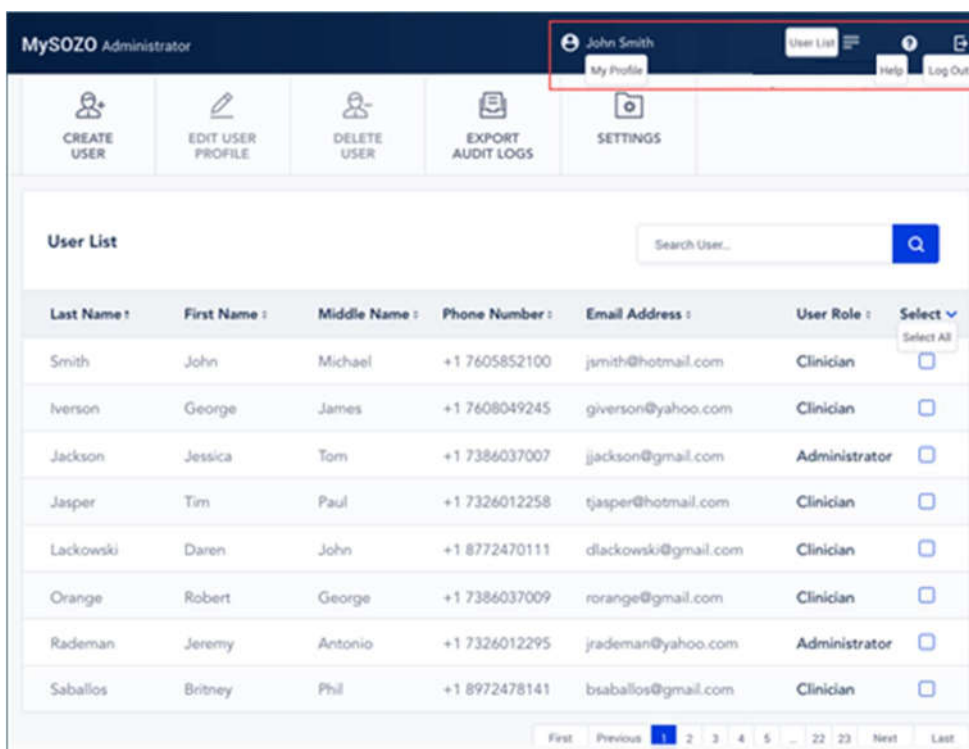 MySOZO Administrator John Smith User List
My Profile Help Log Out
CREATE USER
EDIT USER PROFILE
DELETE USER
EXPORT AUDIT LOGS
SETTINGS
User List Search User...
Last Name First Name Middle Name Phone Number Email Address User Role Select
Select All
Smith John Michael +1 7605852100 jsmith@hotmail.com Clinician
Iverson George James +1 7608049245 giverson@yahoo.com Clinician
Jackson Jessica Tom +1 7386037007 jjackson@gmail.com Administrator
Jasper Tim Paul +1 7326012258 tjasper@hotmail.com Clinician
Lackowski Daren John +1 8772470111 dlackowski@gmail.com Clinician
Orange Robert George +1 7386037009 rorange@gmail.com Clinician
Rademan Jeremy Antonio +1 7326012295 jrademan@yahoo.com Administrator
Saballos Britney Phil +1 8972478141 bsaballos@gmail.com Clinician
First Previous 1 2 3 4 5 ... 22 23 Next Last